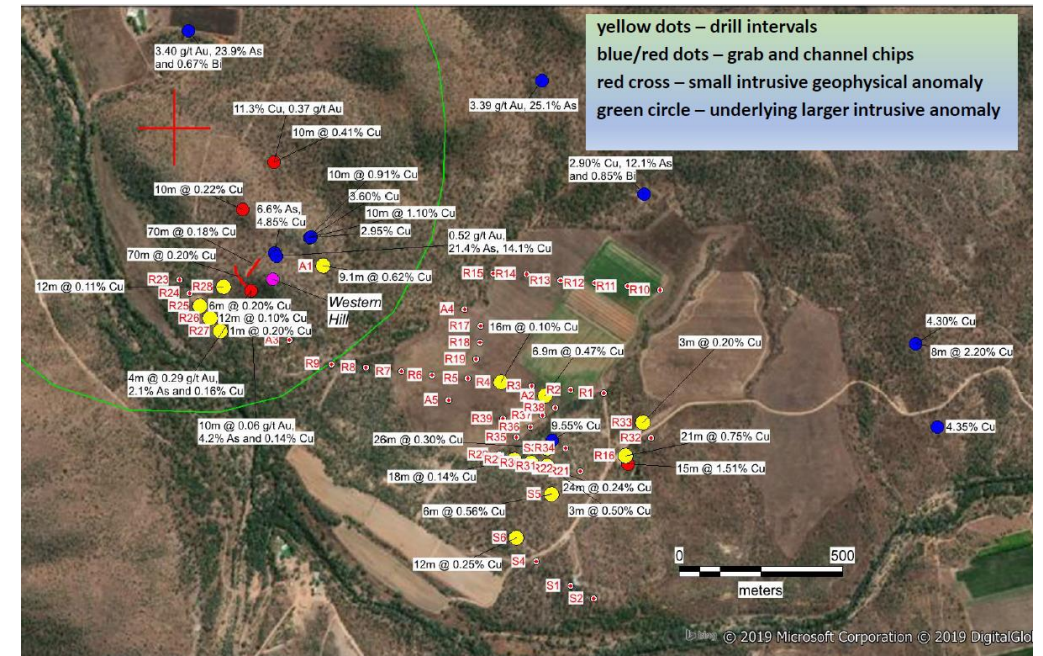 yellow dots – drill intervals
blue/red dots – grab and channel chips
red cross – small intrusive geophysical anomaly
green circle – underlying larger intrusive anomaly
3.40 g/t Au, 23.9% As
and 0.67% Bi
3.39 g/t Au, 25.1% As
11.3% Cu, 0.37 g/t Au
10m @ 0.41% Cu
2.90% Cu, 12.1% As
and 0.85% Bi
10m @ 0.91% Cu
10m @ 0.22% Cu
3.60% Cu
6.6% As,
4.85% Cu
10m @ 1.10% Cu
2.95% Cu
70m @ 0.18% Cu
0.52 g/t Au,
21.4% As, 14.1% Cu
70m @ 0.20% Cu
A1
9.1m @ 0.62% Cu
R15
R14
R13
R12
R11
R10
12m @ 0.11% Cu
R23
R28
R24
Western
Hill
R25
6m @ 0.20% Cu
R26
12m @ 0.10% Cu
R27
1m @ 0.20% Cu
A3
A4
R17
16m @ 0.10% Cu
R18
R19
6.9m @ 0.47% Cu
3m @ 0.20% Cu
4.30% Cu
8m @ 2.20% Cu
R9
R8
R7
R6
R5
R4
R3
A2
R2
R1
4m @ 0.29 g/t Au,
2.1% As and 0.16% Cu
A5
R38
R39
R37
R36
9.55% Cu
R33
4.35% Cu
10m @ 0.06 g/t Au,
4.2% As and 0.14% Cu
R35
R32
26m @ 0.30% Cu
R34
21m @ 0.75% Cu
R16
R31
R22
R21
15m @ 1.51% Cu
18m @ 0.14% Cu
24m @ 0.24% Cu
S5
6m @ 0.56% Cu
3m @ 0.50% Cu
S6
12m @ 0.25% Cu
S4
S1
S2
0
500
meters
© 2019 Microsoft Corporation © 2019 DigitalGlo